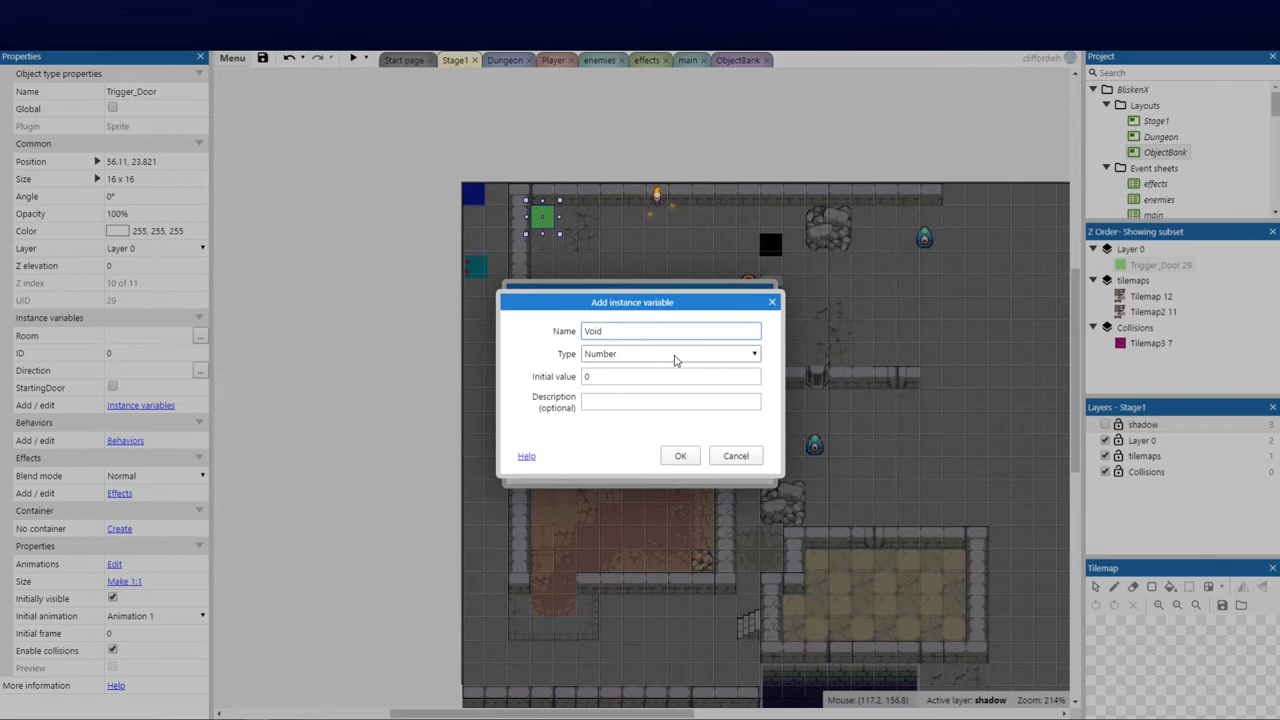 Properties
Menu
Start page
Stage1
Dungeon
Player
enemies
effects
main
ObjectBank
cliffordwh
Object type properties
Name Trigger_Door
Global
Plugin Sprite
Common
Position 56.11, 23.821
Size 16 x 16
Angle 0°
Opacity 100%
Color 255, 255, 255
Layer Layer 0
Z elevation 0
Z index 10 of 11
UID 29
Instance variables
Room ...
ID 0
Direction ...
StartingDoor
Add / edit Instance variables
Behaviors
Add / edit Behaviors
Effects
Blend mode Normal
Add / edit Effects
Container
No container Create
Properties
Animations Edit
Size Make 1:1
Initially visible
Initial animation Animation 1
Initial frame 0
Enable collisions
Preview
More information Help
Add instance variable
Name Void
Type Number
Initial value 0
Description
(optional)
Help OK Cancel
Mouse: (117.2, 156.8) Active layer: shadow Zoom: 214%
Project
Search
BliskenX
Layouts
Stage1
Dungeon
ObjectBank
Event sheets
effects
enemies
main
Z Order- Showing subset
Layer 0
Trigger_Door 29
tilemaps
Tilemap 12
Tilemap2 11
Collisions
Tilemap3 7
Layers - Stage1
shadow 3
Layer 0 2
tilemaps 1
Collisions 0
Tilemap